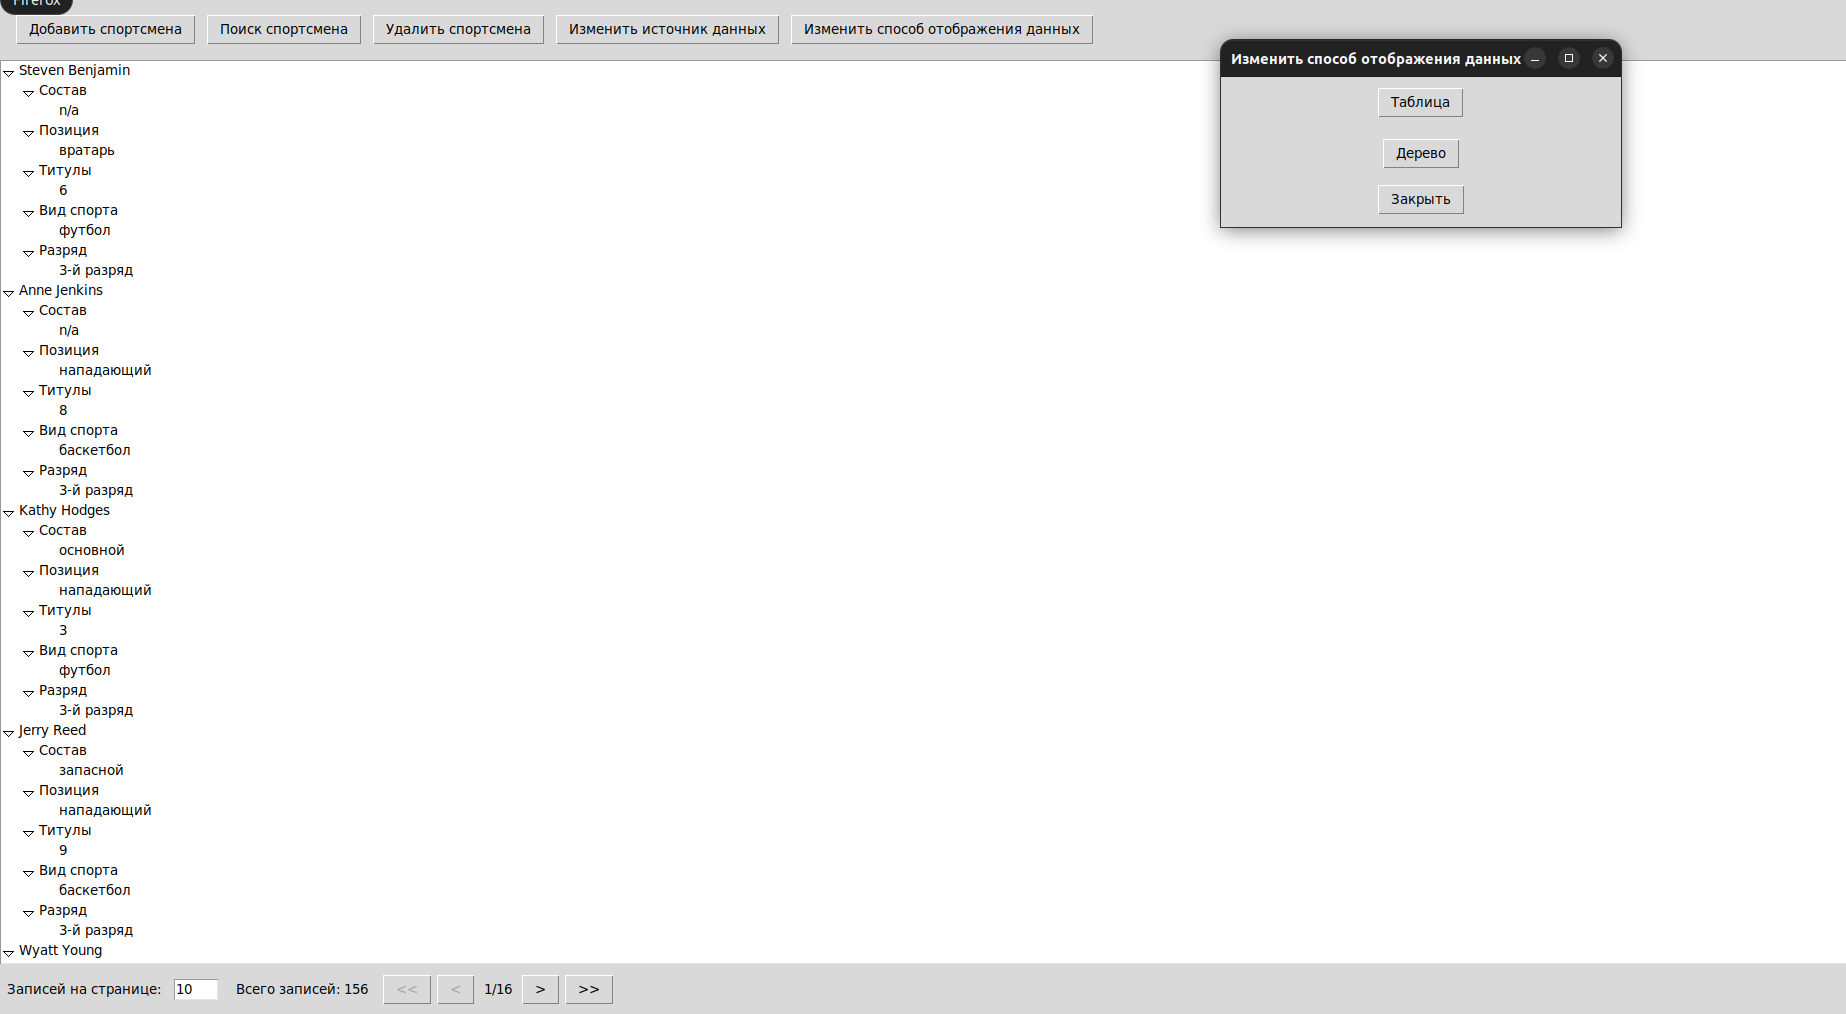 Firefox
Добавить спортсмена Поиск спортсмена Удалить спортсмена Изменить источник данных Изменить способ отображения данных
Изменить способ отображения данных
Таблица
Дерево
Закрыть
Steven Benjamin
Состав
n/a
Позиция
вратарь
Титулы
6
Вид спорта
футбол
Разряд
3-й разряд
Anne Jenkins
Состав
n/a
Позиция
нападающий
Титулы
8
Вид спорта
баскетбол
Разряд
3-й разряд
Kathy Hodges
Состав
основной
Позиция
нападающий
Титулы
3
Вид спорта
футбол
Разряд
3-й разряд
Jerry Reed
Состав
запасной
Позиция
нападающий
Титулы
9
Вид спорта
баскетбол
Разряд
3-й разряд
Wyatt Young
Записей на странице: 10 Всего записей: 156 << < 1/16 > >>